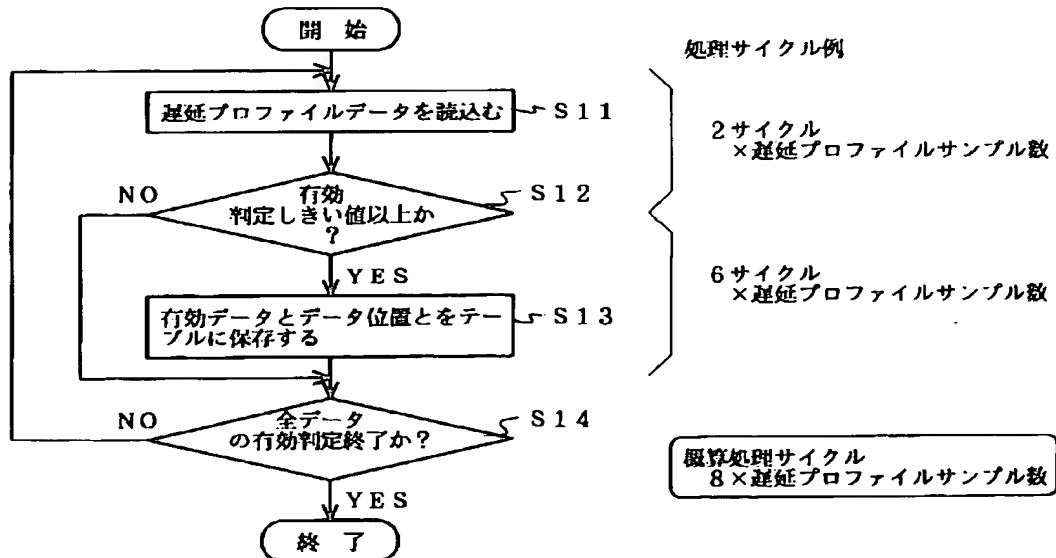 開 始
処理サイクル例
遅延プロファイルデータを読込む
S11
2サイクル
×遅延プロファイルサンプル数
NO
有効
判定しきい値以上か
?
S12
YES
6サイクル
×遅延プロファイルサンプル数
有効データとデータ位置とをテー
ブルに保存する
S13
NO
全データ
の有効判定終了か?
S14
概算処理サイクル
8×遅延プロファイルサンプル数
YES
終 了